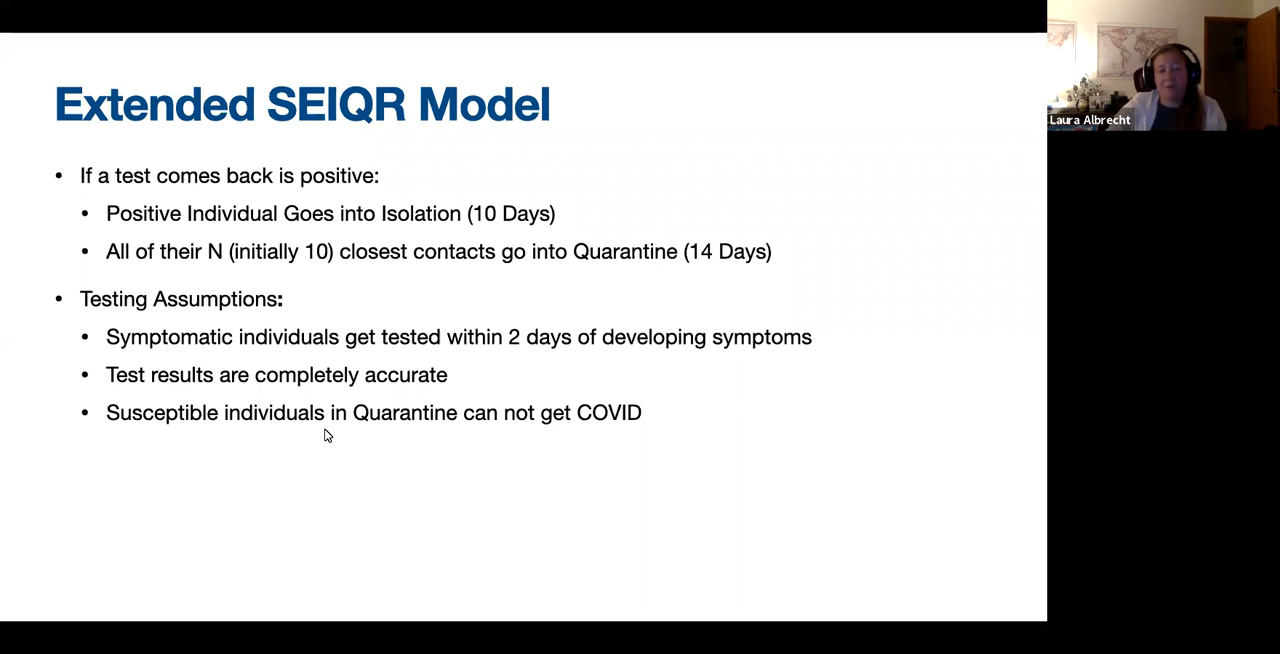 Extended SEIQR Model
Laura Albrecht
• If a test comes back is positive:
• Positive Individual Goes into Isolation (10 Days)
• All of their N (initially 10) closest contacts go into Quarantine (14 Days)
• Testing Assumptions:
• Symptomatic individuals get tested within 2 days of developing symptoms
• Test results are completely accurate
• Susceptible individuals in Quarantine can not get COVID